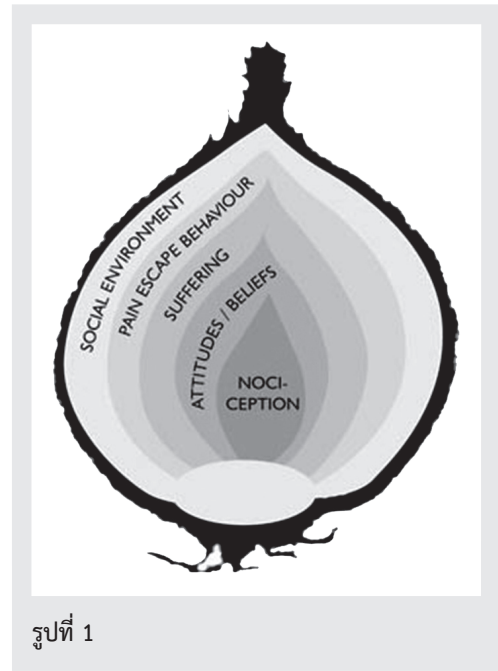 SOCIAL ENVIRONMENT
PAIN ESCAPE BEHAVIOUR
SUFFERING
ATTITUDES / BELIEFS
NOCI-
CEPTION
รูปที่ 1